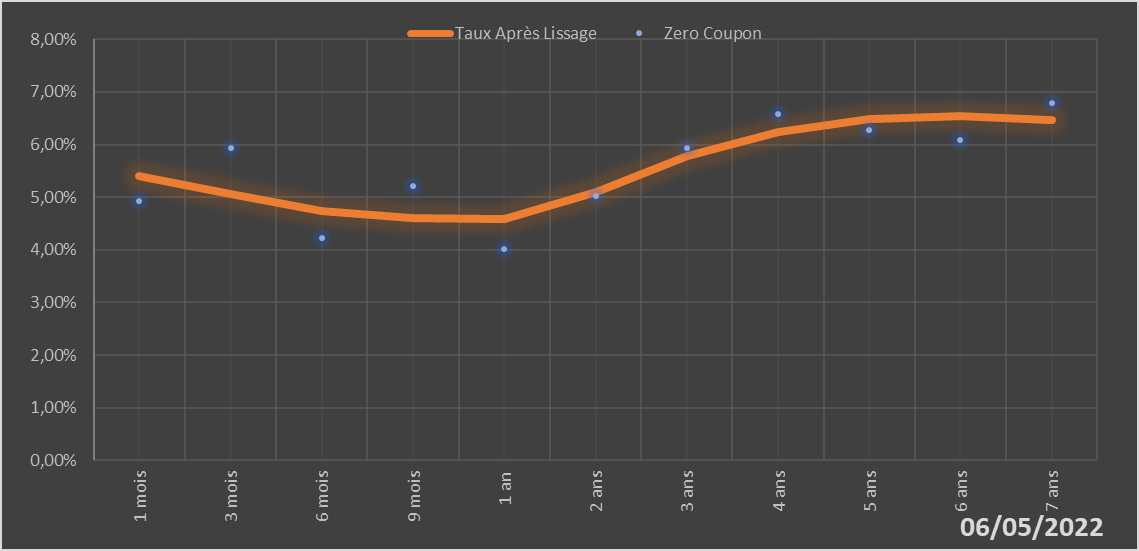 Taux Après Lissage
Zero Coupon
8,00%
7,00%
6,00%
5,00%
4,00%
3,00%
2,00%
1,00%
0,00%
1 mois
3 mois
6 mois
9 mois
1 an
2 ans
3 ans
4 ans
5 ans
6 ans
7 ans
06/05/2022